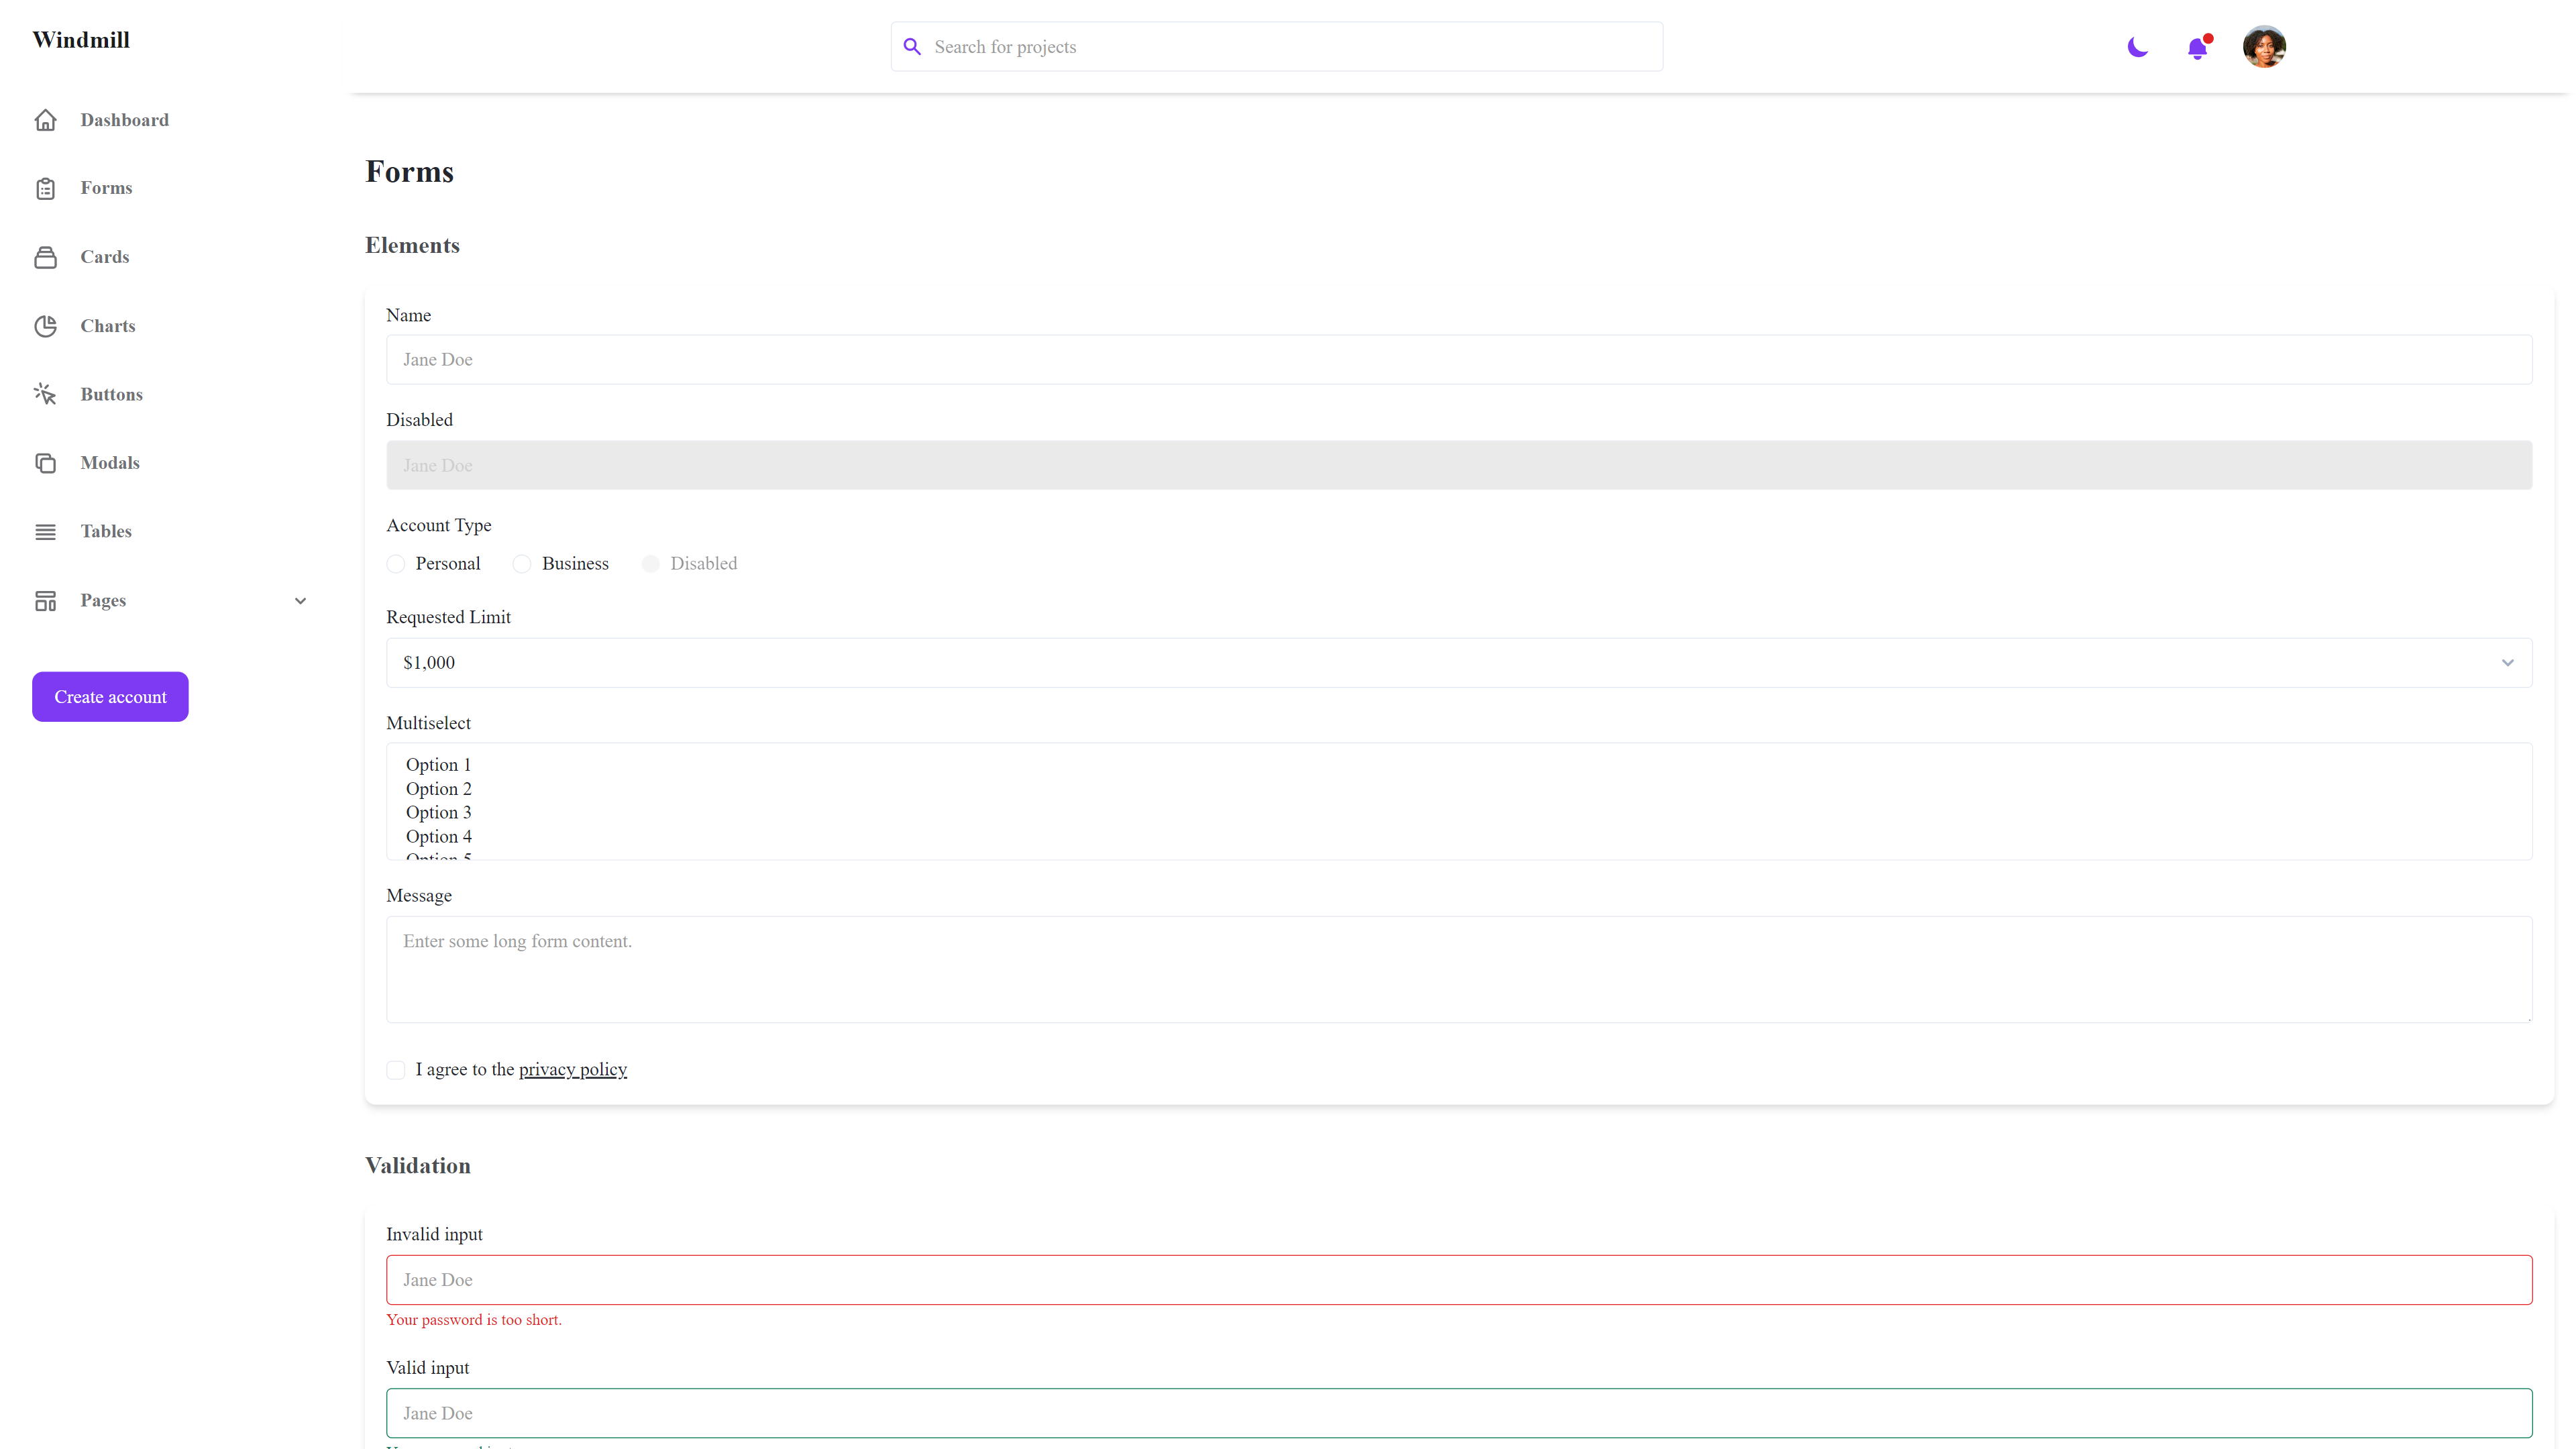 Windmill
Search for projects
Dashboard
Forms
Cards
Charts
Buttons
Modals
Tables
Pages
Create account
Forms
Elements
Name
Jane Doe
Disabled
Jane Doe
Account Type
Personal Business Disabled
Requested Limit
$1,000
Multiselect
Option 1
Option 2
Option 3
Option 4
Option 5
Message
Enter some long form content.
I agree to the privacy policy
Validation
Invalid input
Jane Doe
Your password is too short.
Valid input
Jane Doe